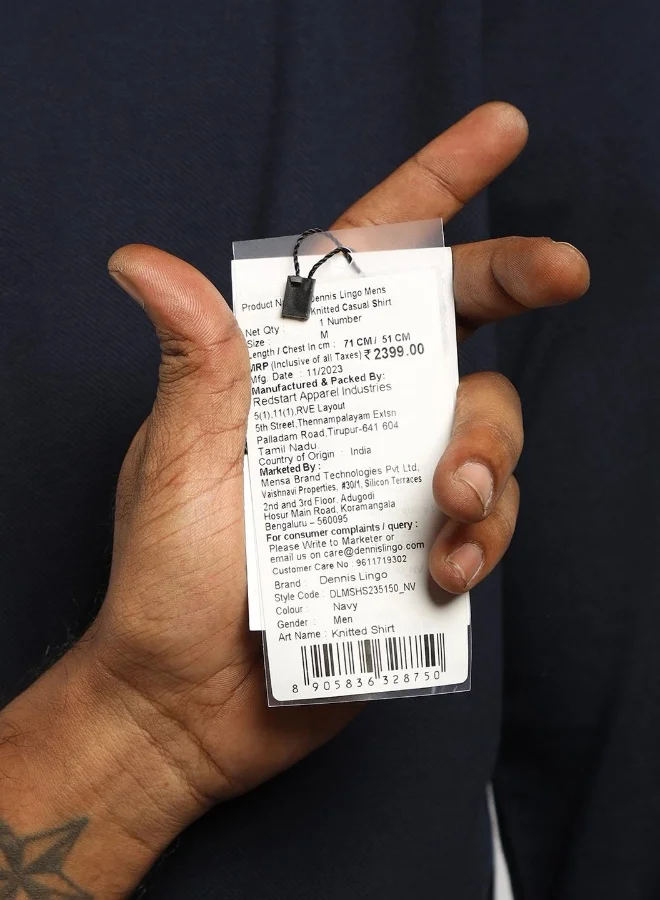 Product N Dennis Lingo Mens
Knitted Casual Shirt
Net Qty : 1 Number
Size : M
Length / Chest In cm : 71 CM / 51 CM
MRP (Inclusive of all Taxes) ₹ 2399.00
Mfg. Date : 11/2023
Manufactured & Packed By:
Redstart Apparel Industries
5(1),11(1),RVE Layout
5th Street,Thennampalayam Extsn
Palladam Road,Tirupur-641 604
Tamil Nadu
Country of Origin : India
Marketed By :
Mensa Brand Technologies Pvt Ltd,
Vaishnavi Properties, #30/1, Silicon Terraces
2nd and 3rd Floor, Adugodi
Hosur Main Road, Koramangala
Bengaluru – 560095
For consumer complaints / query :
Please Write to Marketer or
email us on care@dennislingo.com
Customer Care No : 9611719302
Brand : Dennis Lingo
Style Code : DLMSHS235150_NV
Colour : Navy
Gender : Men
Art Name : Knitted Shirt
8 905836 328750